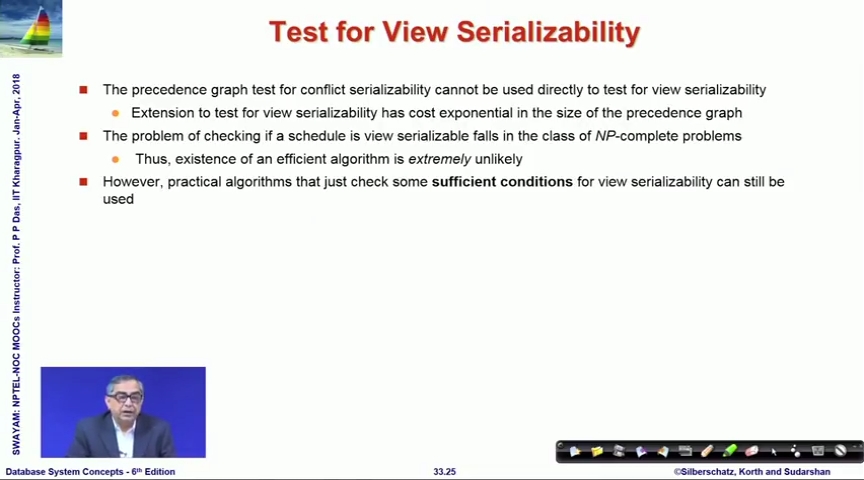 Test for View Serializability
The precedence graph test for conflict serializability cannot be used directly to test for view serializability
Extension to test for view serializability has cost exponential in the size of the precedence graph
The problem of checking if a schedule is view serializable falls in the class of NP-complete problems
Thus, existence of an efficient algorithm is extremely unlikely
However, practical algorithms that just check some sufficient conditions for view serializability can still be
used
SWAYAM: NPTEL-NOC MOOCs Instructor: Prof. P P Das, IIT Kharagpur. Jan-Apr, 2018
Database System Concepts - 6th Edition
33.25
©Silberschatz, Korth and Sudarshan